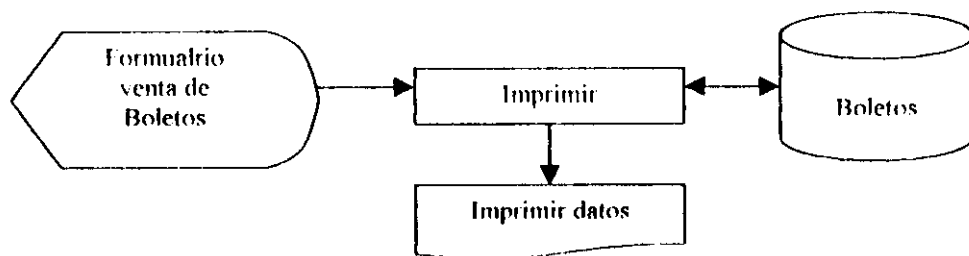 Formualrio
venta de
Boletos
Imprimir
Boletos
Imprimir datos